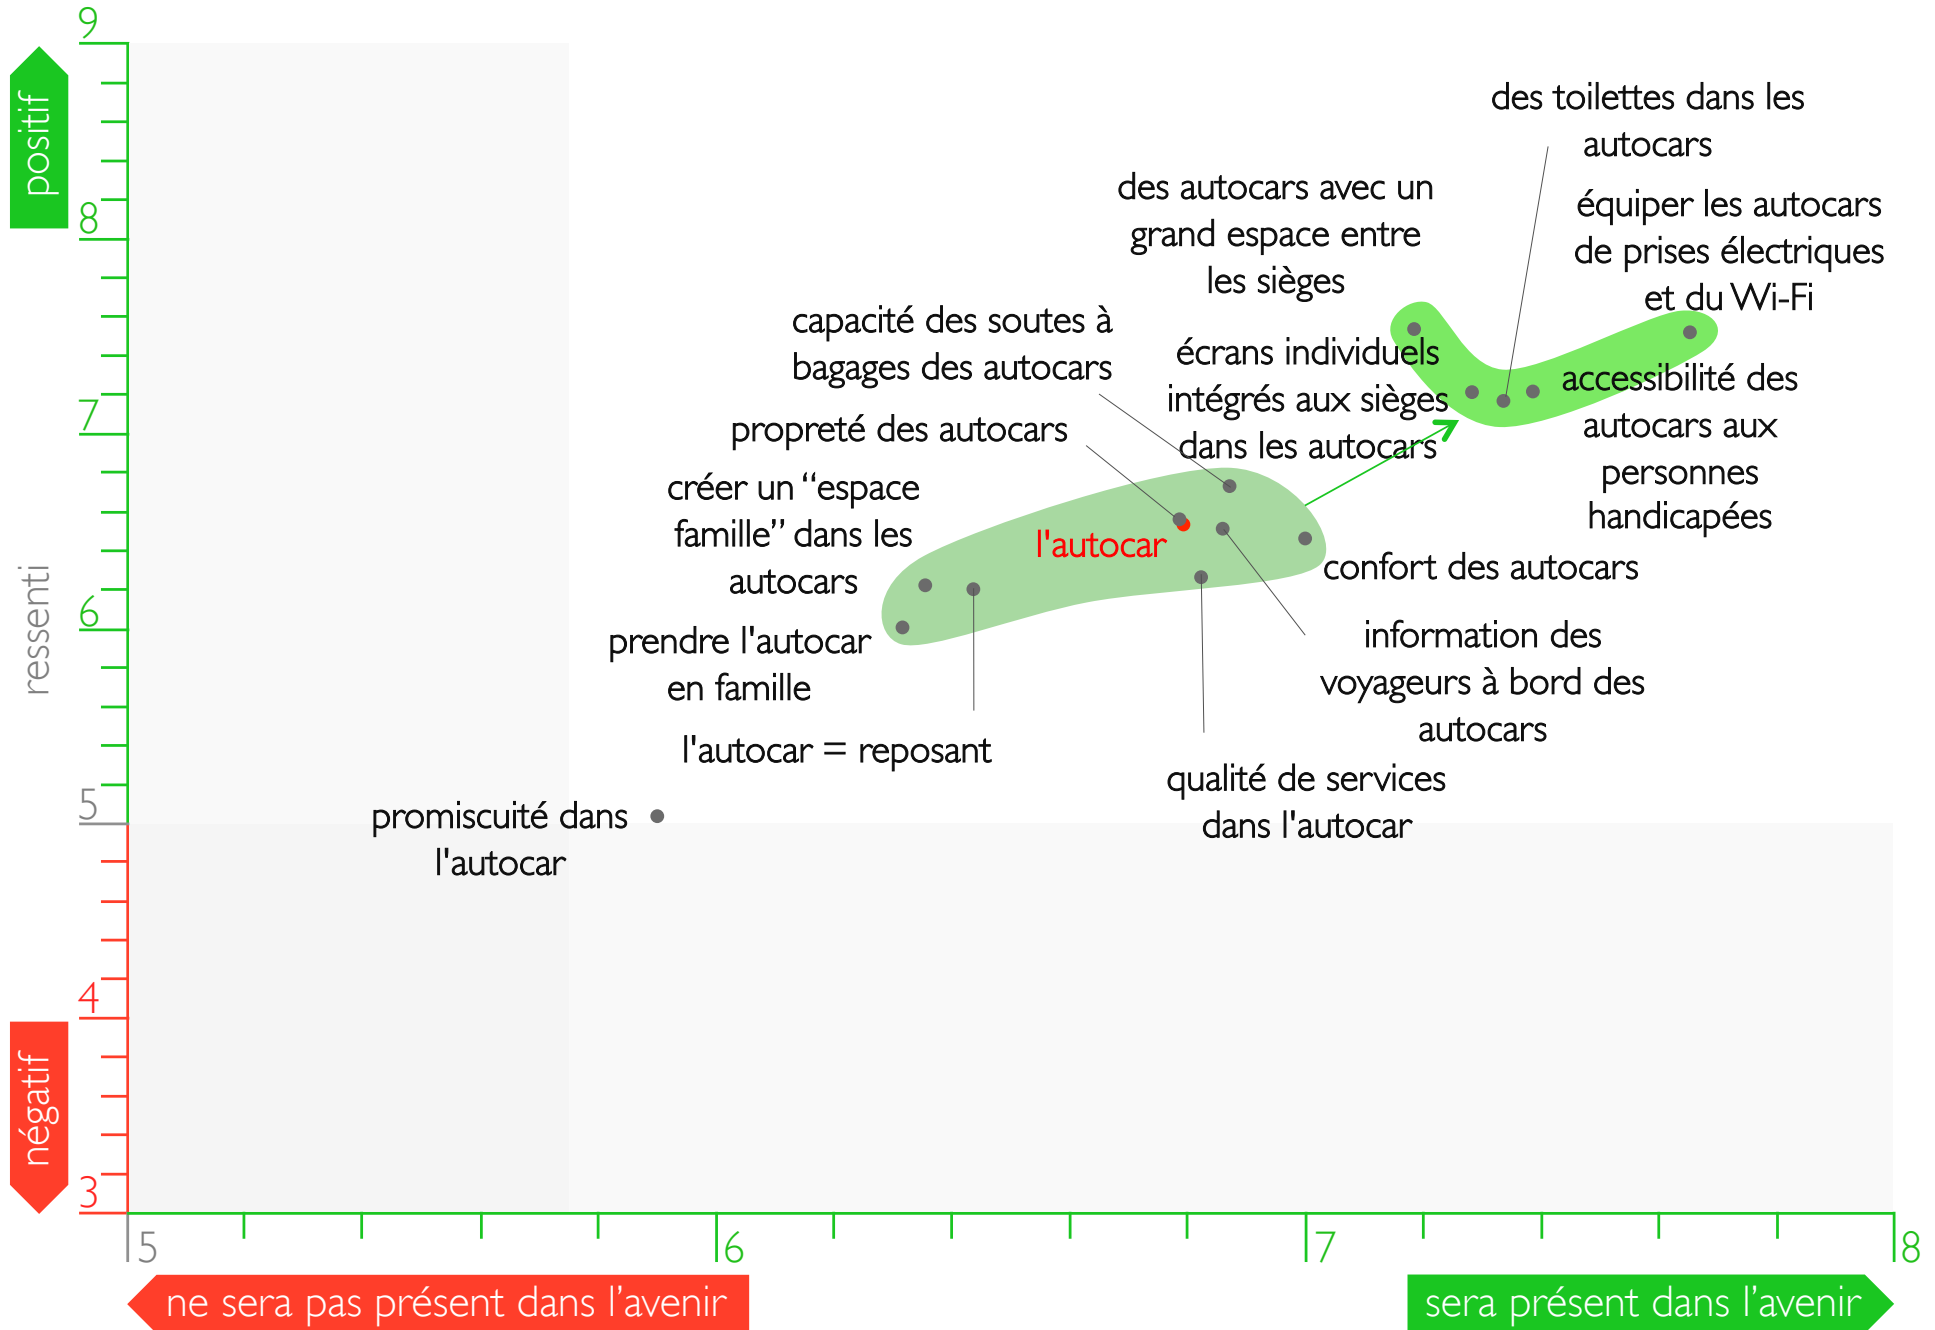 9
positif
8
7
ressenti
6
5
4
négatif
3
des toilettes dans les
autocars
des autocars avec un
grand espace entre
les sièges
équiper les autocars
de prises électriques
et du Wi-Fi
capacité des soutes à
bagages des autocars
écrans individuels
intégrés aux sièges
dans les autocars
accessibilité des
autocars aux
personnes
handicapées
propreté des autocars
créer un “espace
famille” dans les
autocars
l'autocar
confort des autocars
prendre l'autocar
en famille
information des
voyageurs à bord des
autocars
l'autocar = reposant
qualité de services
dans l'autocar
promiscuité dans
l'autocar
5
6
7
8
ne sera pas présent dans l’avenir
sera présent dans l’avenir